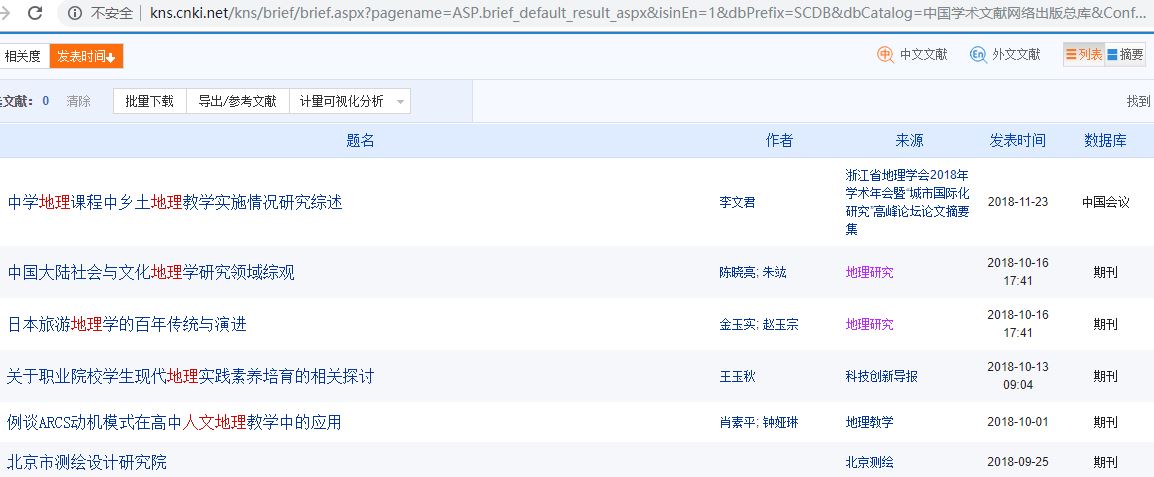 不安全 | kns.cnki.net/kns/brief/brief.aspx?pagename=ASP.brief_default_result_aspx&isinEn=1&dbPrefix=SCDB&dbCatalog=中国学术文献网络出版总库&Conf...
相关度 发表时间↓ 中文文献 En 外文文献 列表 摘要
文献: 0 清除 批量下载 导出/参考文献 计量可视化分析 找到
题名 作者 来源 发表时间 数据库
中学地理课程中乡土地理教学实施情况研究综述 李文君
浙江省地理学会2018年
学术年会暨“城市国际化
研究”高峰论坛论文摘要
集
2018-11-23 中国会议
中国大陆社会与文化地理学研究领域综观 陈晓亮; 朱竑 地理研究
2018-10-16
17:41
期刊
日本旅游地理学的百年传统与演进 金玉实; 赵玉宗 地理研究
2018-10-16
17:41
期刊
关于职业院校学生现代地理实践素养培育的相关探讨 王玉秋 科技创新导报
2018-10-13
09:04
期刊
例谈ARCS动机模式在高中人文地理教学中的应用 肖素平; 钟娅琳 地理教学 2018-10-01 期刊
北京市测绘设计研究院 北京测绘 2018-09-25 期刊